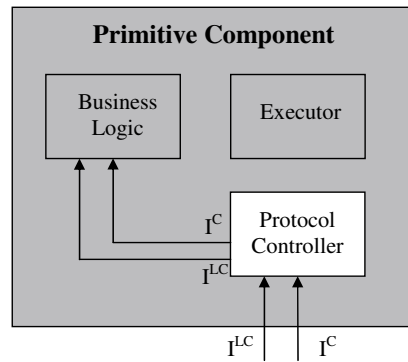 Primitive Component
Business
Logic
Executor
I^C
Protocol
Controller
I^LC
I^LC
I^C